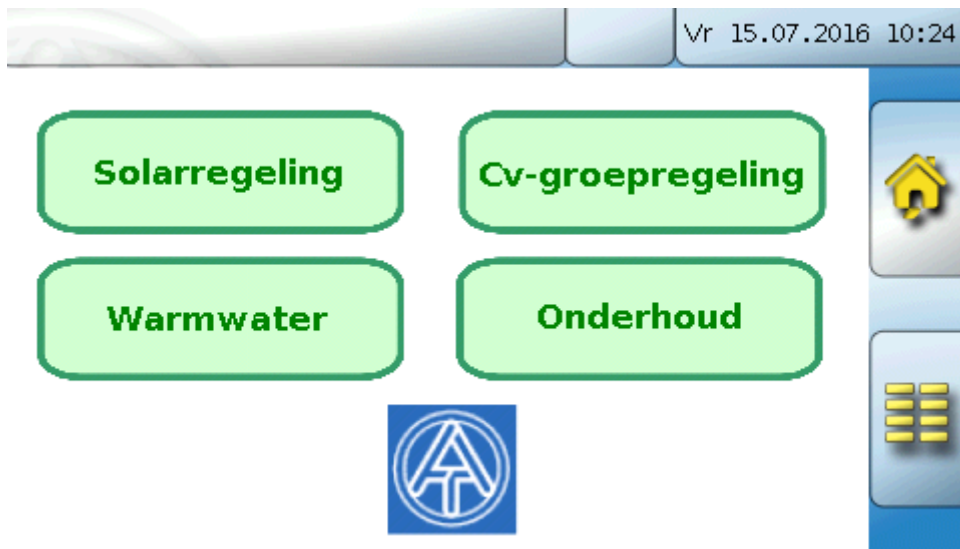 Vr 15.07.2016 10:24
Solarregeling
Cv-groepregeling
Warmwater
Onderhoud